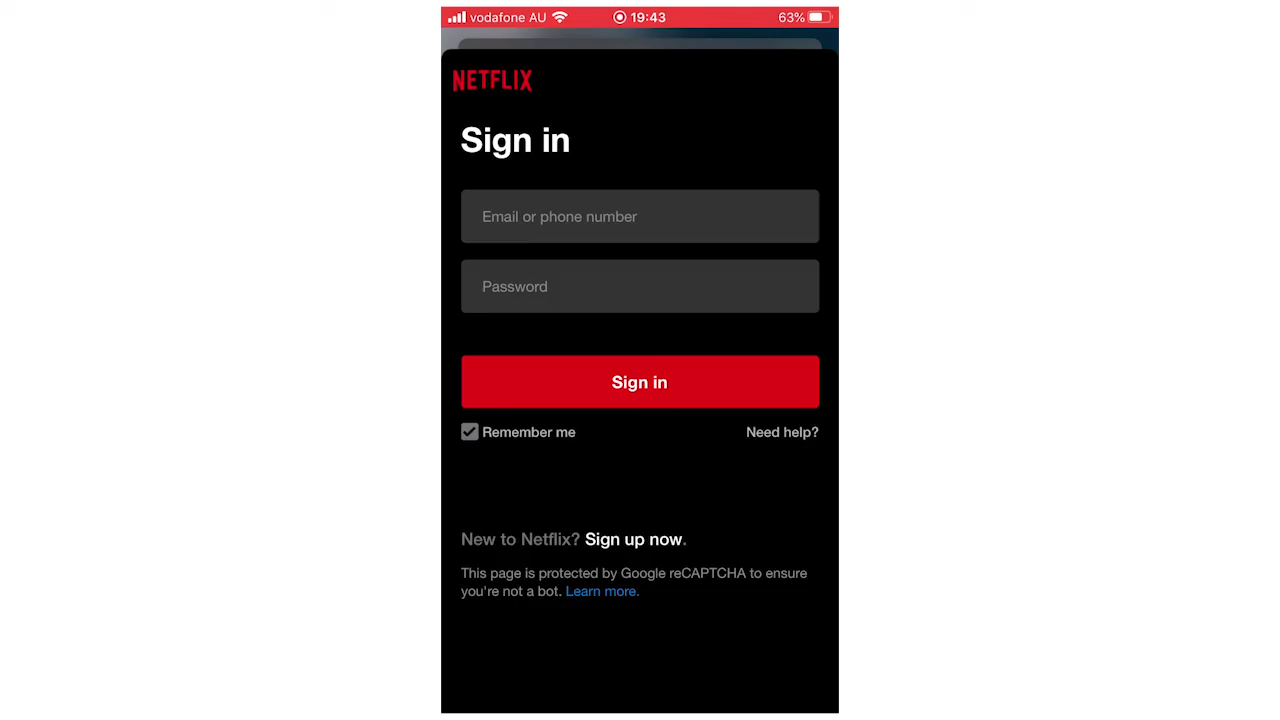 vodafone AU 19:43 63%
NETFLIX
Sign in
Email or phone number
Password
Sign in
Remember me Need help?
New to Netflix? Sign up now.
This page is protected by Google reCAPTCHA to ensure
you're not a bot. Learn more.